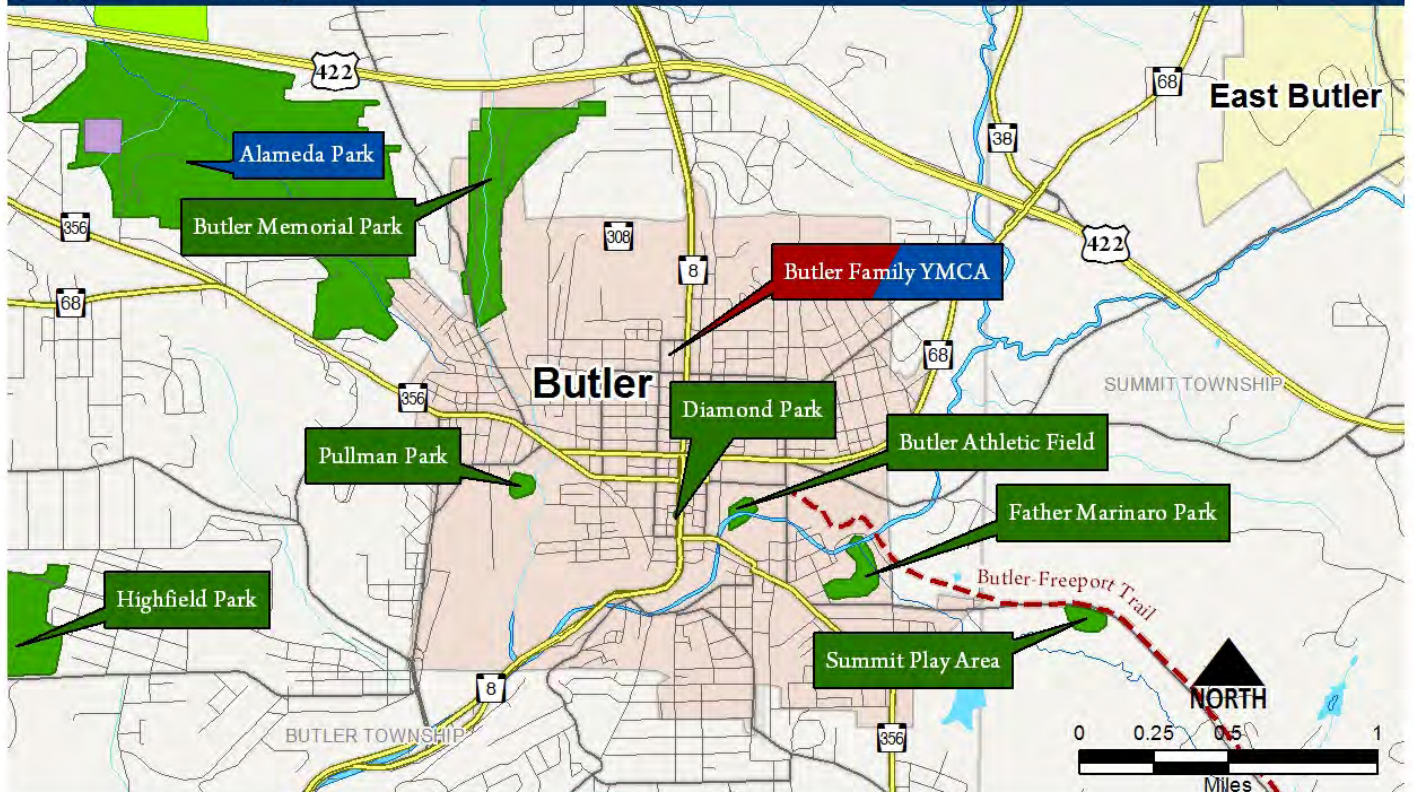 422
68
East Butler
38
Alameda Park
Butler Memorial Park
356
308
422
8
Butler Family YMCA
68
68
SUMMIT TOWNSHIP
Butler
356
Diamond Park
Butler Athletic Field
Pullman Park
Father Marinaro Park
Butler-Freeport Trail
Highfield Park
Summit Play Area
8
NORTH
BUTLER TOWNSHIP
356
0 0.25 0.5 1
Miles